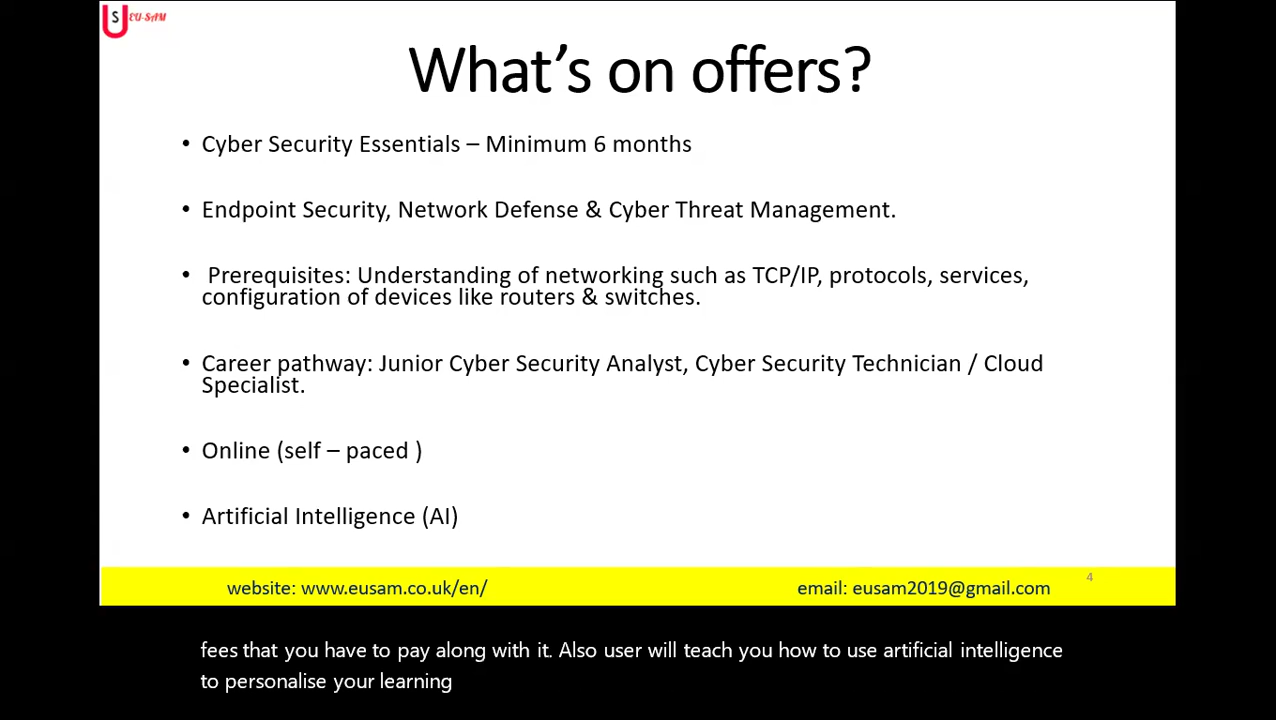 S EU-SAM
What's on offers?
• Cyber Security Essentials – Minimum 6 months
• Endpoint Security, Network Defense & Cyber Threat Management.
• Prerequisites: Understanding of networking such as TCP/IP, protocols, services,
configuration of devices like routers & switches.
• Career pathway: Junior Cyber Security Analyst, Cyber Security Technician / Cloud
Specialist.
• Online (self – paced )
• Artificial Intelligence (AI)
4
website: www.eusam.co.uk/en/ email: eusam2019@gmail.com
fees that you have to pay along with it. Also user will teach you how to use artificial intelligence
to personalise your learning